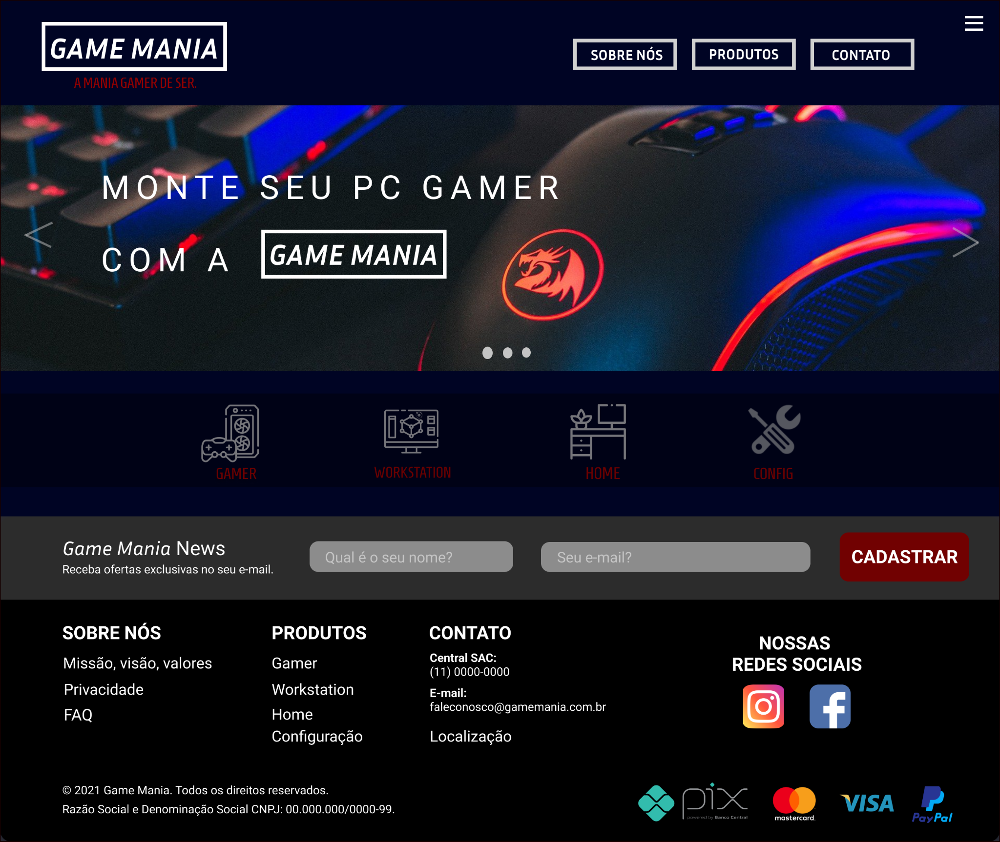 GAME MANIA
A MANIA GAMER DE SER.
SOBRE NÓS
PRODUTOS
CONTATO
MONTE SEU PC GAMER
COM A GAME MANIA
GAMER
WORKSTATION
HOME
CONFIG
Game Mania News
Receba ofertas exclusivas no seu e-mail.
Qual é o seu nome?
Seu e-mail?
CADASTRAR
SOBRE NÓS
Missão, visão, valores
Privacidade
FAQ
PRODUTOS
Gamer
Workstation
Home
Configuração
CONTATO
Central SAC:
(11) 0000-0000
E-mail:
faleconosco@gamemania.com.br
Localização
NOSSAS
REDES SOCIAIS
© 2021 Game Mania. Todos os direitos reservados.
Razão Social e Denominação Social CNPJ: 00.000.000/0000-99.
pix
powered by Banco Central
mastercard.
VISA
PayPal